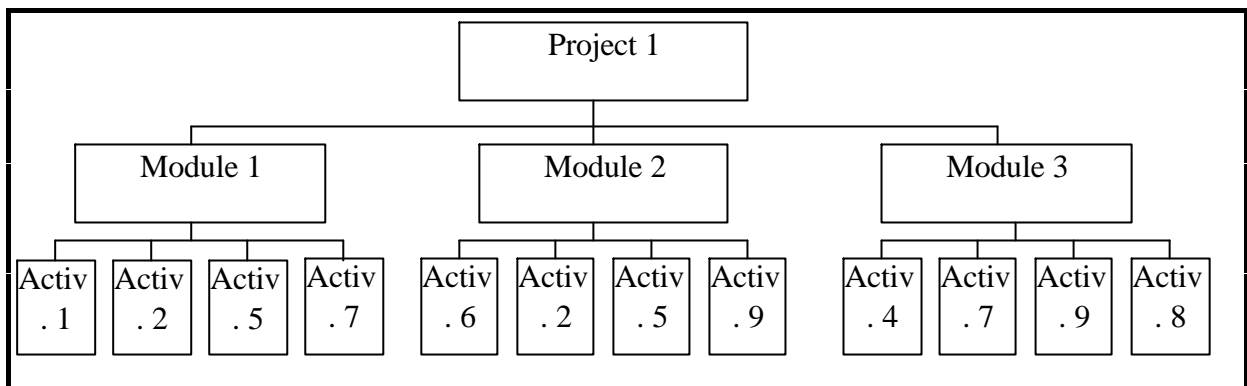 Project 1
Module 1
Module 2
Module 3
Activ
. 1
Activ
. 2
Activ
. 5
Activ
. 7
Activ
. 6
Activ
. 2
Activ
. 5
Activ
. 9
Activ
. 4
Activ
. 7
Activ
. 9
Activ
. 8